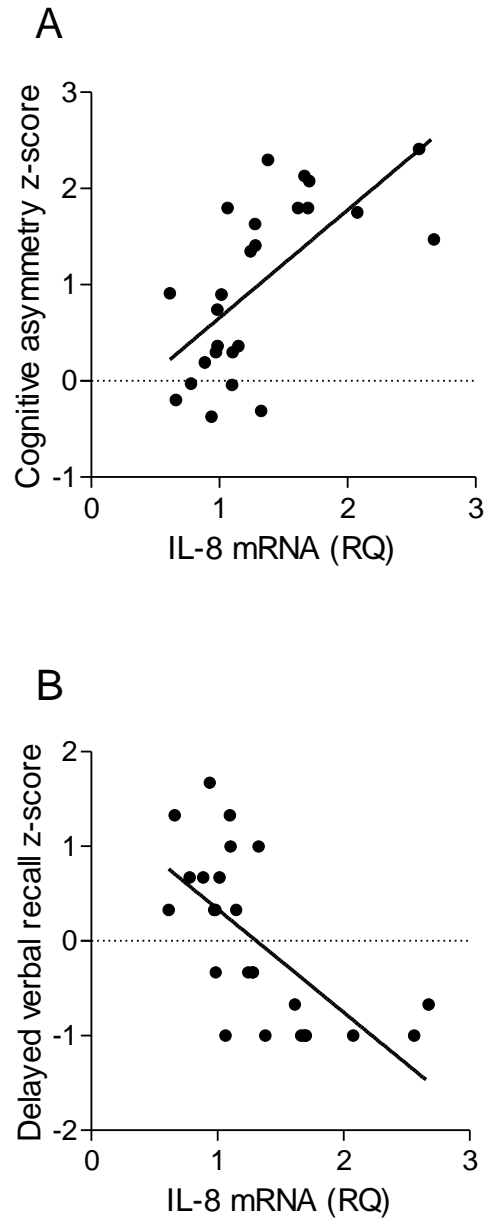 A
Cognitive asymmetry z-score
3
2
1
0
-1
0 1 2 3
IL-8 mRNA (RQ)
B
Delayed verbal recall z-score
2
1
0
-1
-2
0 1 2 3
IL-8 mRNA (RQ)